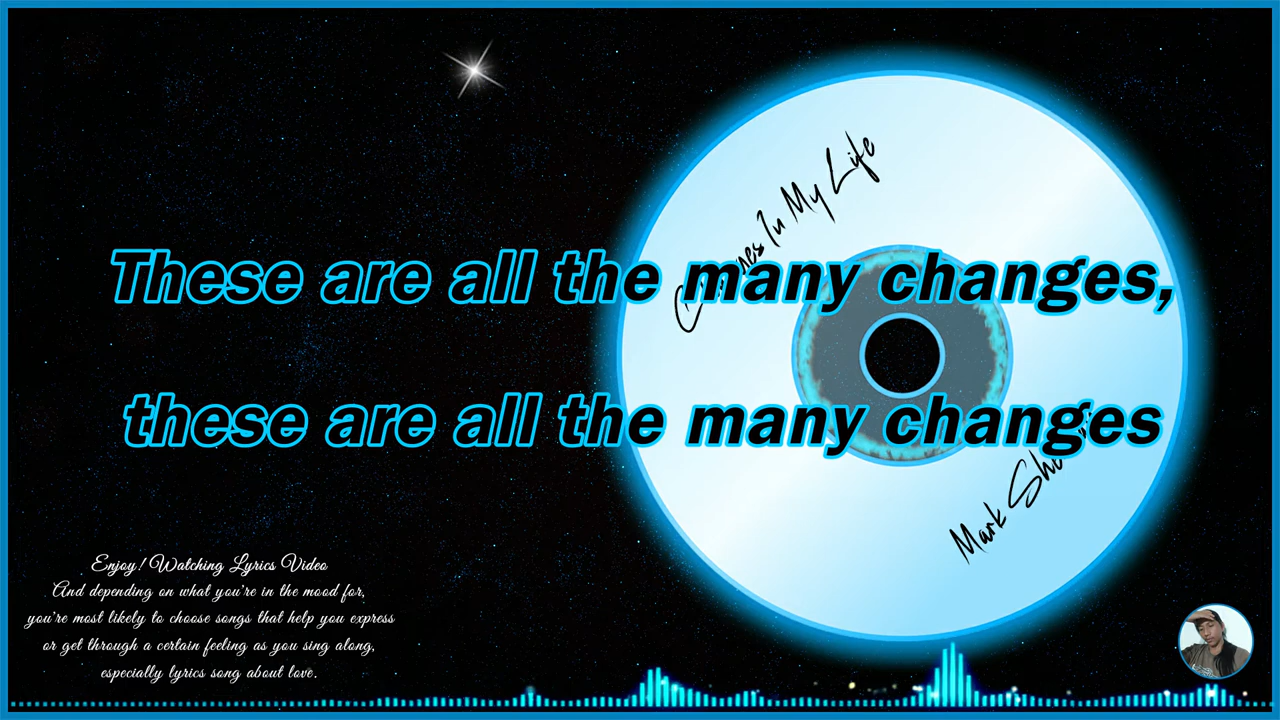 In My Life
These are all the many changes,
these are all the many changes
Mark
Enjoy! Watching Lyrics Video
And depending on what you're in the mood for,
you're most likely to choose songs that help you express
or get through a certain feeling as you sing along,
especially lyrics song about love.